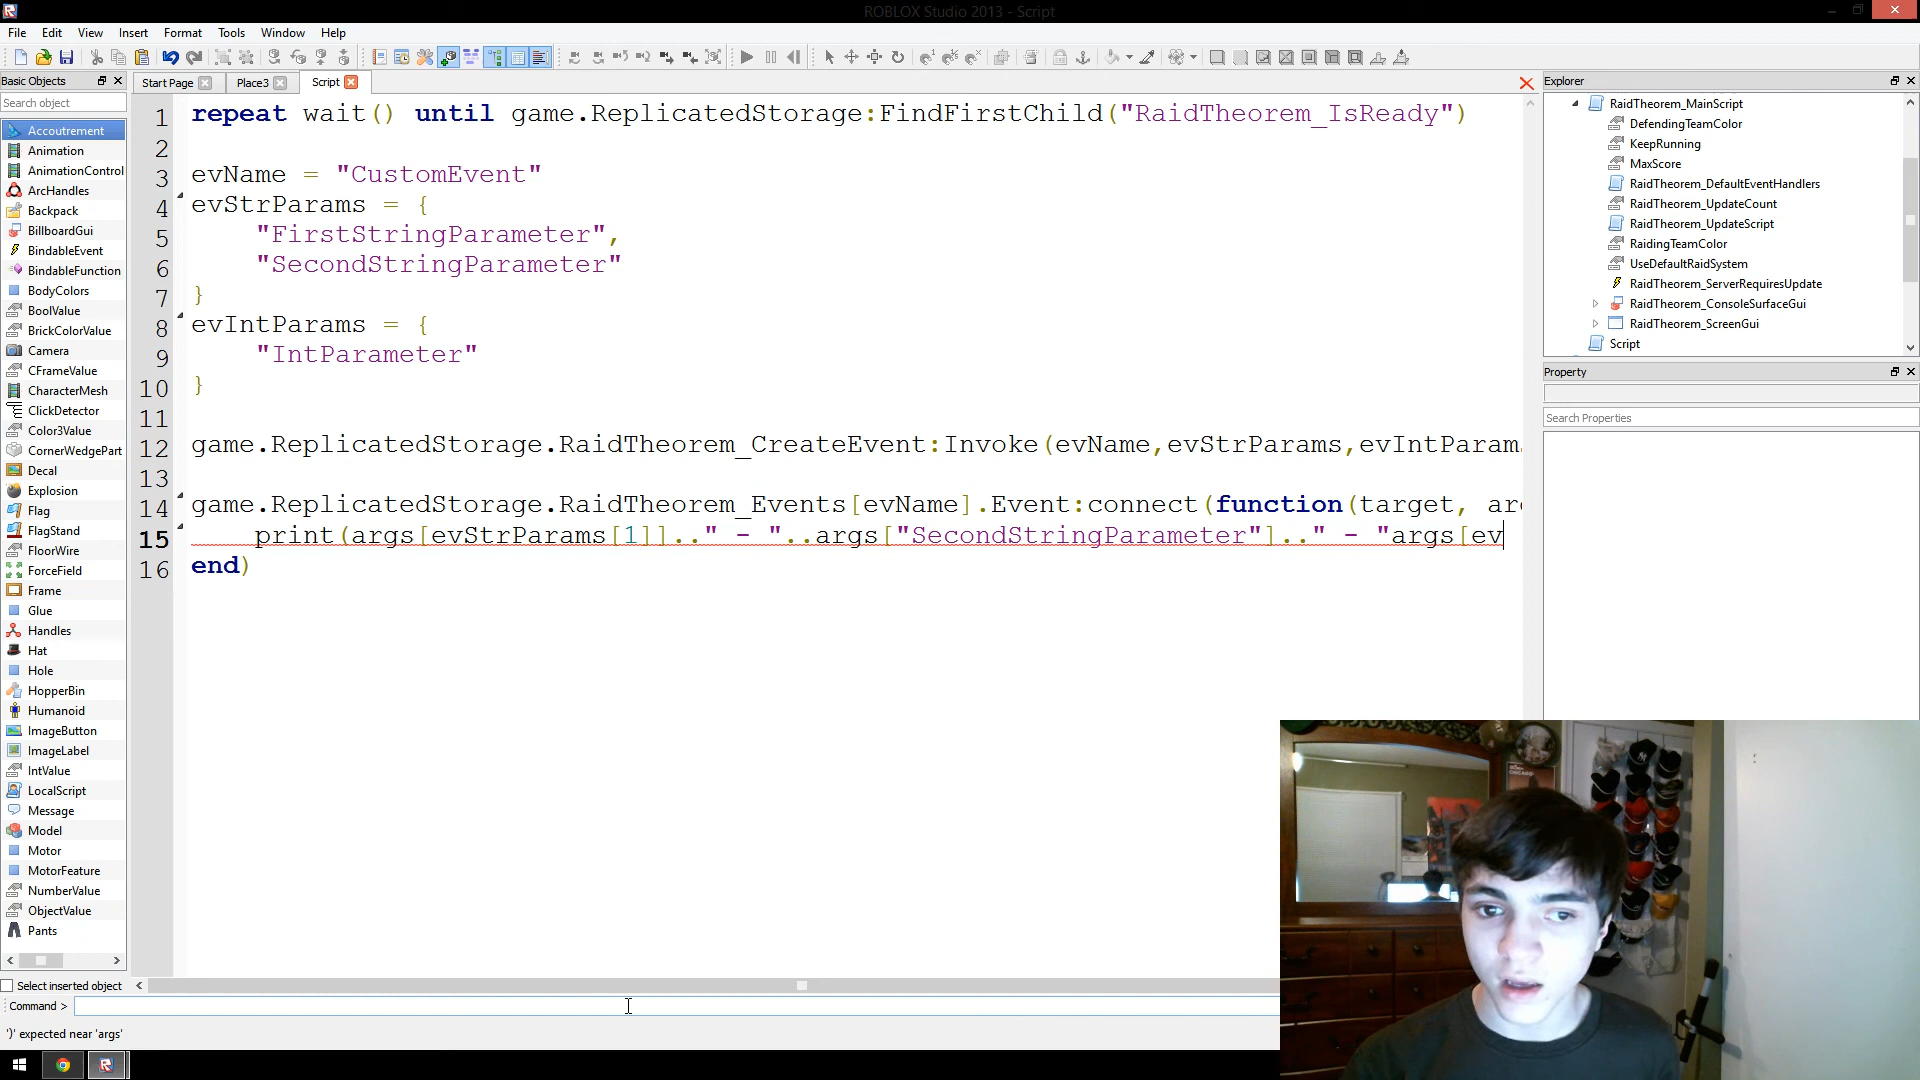 ROBLOX Studio 2013 - Script
File Edit View Insert Format Tools Window Help
Basic Objects
Search object
Accoutrement
Animation
AnimationControl
ArcHandles
Backpack
BillboardGui
BindableEvent
BindableFunction
BodyColors
BoolValue
BrickColorValue
Camera
CFrameValue
CharacterMesh
ClickDetector
Color3Value
CornerWedgePart
Decal
Explosion
Flag
FlagStand
FloorWire
ForceField
Frame
Glue
Handles
Hat
Hole
HopperBin
Humanoid
ImageButton
ImageLabel
IntValue
LocalScript
Message
Model
Motor
MotorFeature
NumberValue
ObjectValue
Pants
Select inserted object
Start Page Place3 Script
1 repeat wait() until game.ReplicatedStorage:FindFirstChild("RaidTheorem_IsReady")
2
3 evName = "CustomEvent"
4 evStrParams = {
5 "FirstStringParameter",
6 "SecondStringParameter"
7 }
8 evIntParams = {
9 "IntParameter"
10 }
11
12 game.ReplicatedStorage.RaidTheorem_CreateEvent:Invoke(evName,evStrParams,evIntParam
13
14 game.ReplicatedStorage.RaidTheorem_Events[evName].Event:connect(function(target, ar
15 print(args[evStrParams[1]].." - "..args["SecondStringParameter"].." - "args[ev
16 end)
Command >
')' expected near 'args'
Explorer
RaidTheorem_MainScript
DefendingTeamColor
KeepRunning
MaxScore
RaidTheorem_DefaultEventHandlers
RaidTheorem_UpdateCount
RaidTheorem_UpdateScript
RaidingTeamColor
UseDefaultRaidSystem
RaidTheorem_ServerRequiresUpdate
RaidTheorem_ConsoleSurfaceGui
RaidTheorem_ScreenGui
Script
Property
Search Properties